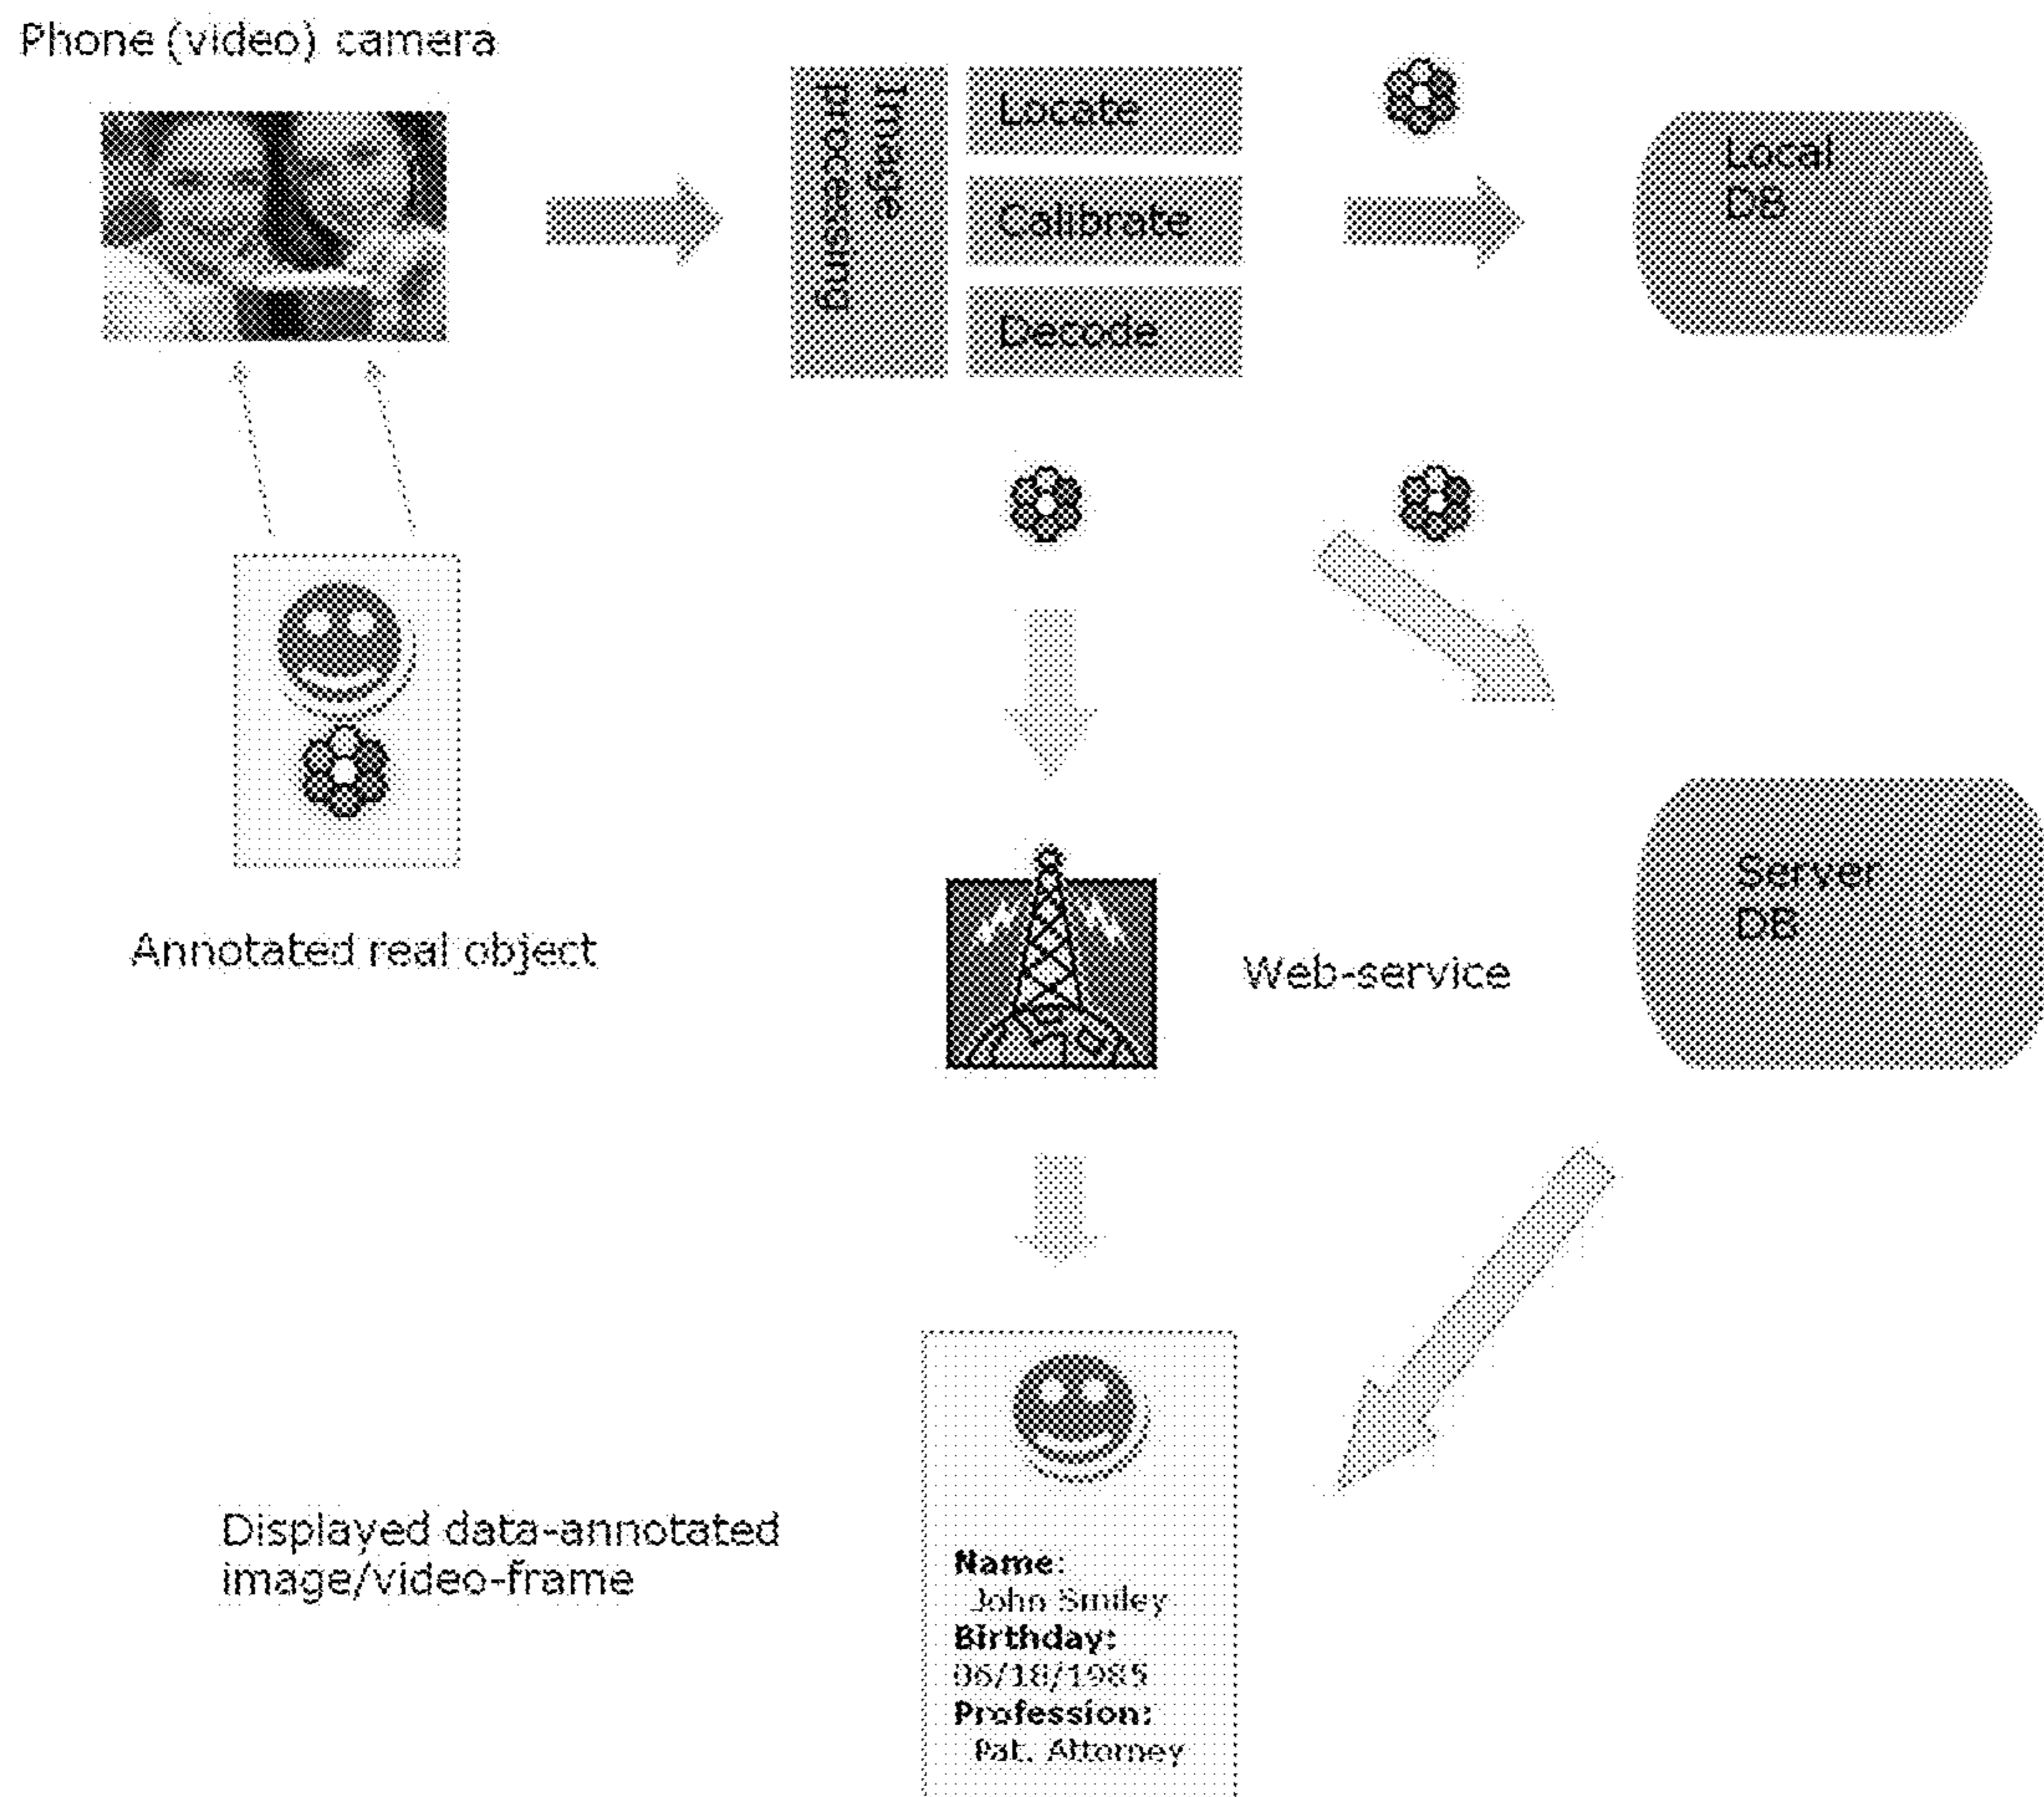 Phone (video) camera
Image
processing
Locate
Calibrate
Decode
Local
DB
Annotated real object
Web-service
Server
DB
Displayed data-annotated
image/video-frame
Name:
John Smiley
Birthday:
06/18/1985
Profession:
Pat. Attorney